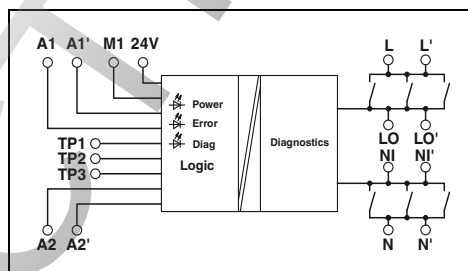 A1 A1' M1 24V L L'
Power
Error
TP1 Diag Diagnostics LO LO'
TP2 Logic NI NI'
TP3
A2 A2' N N'